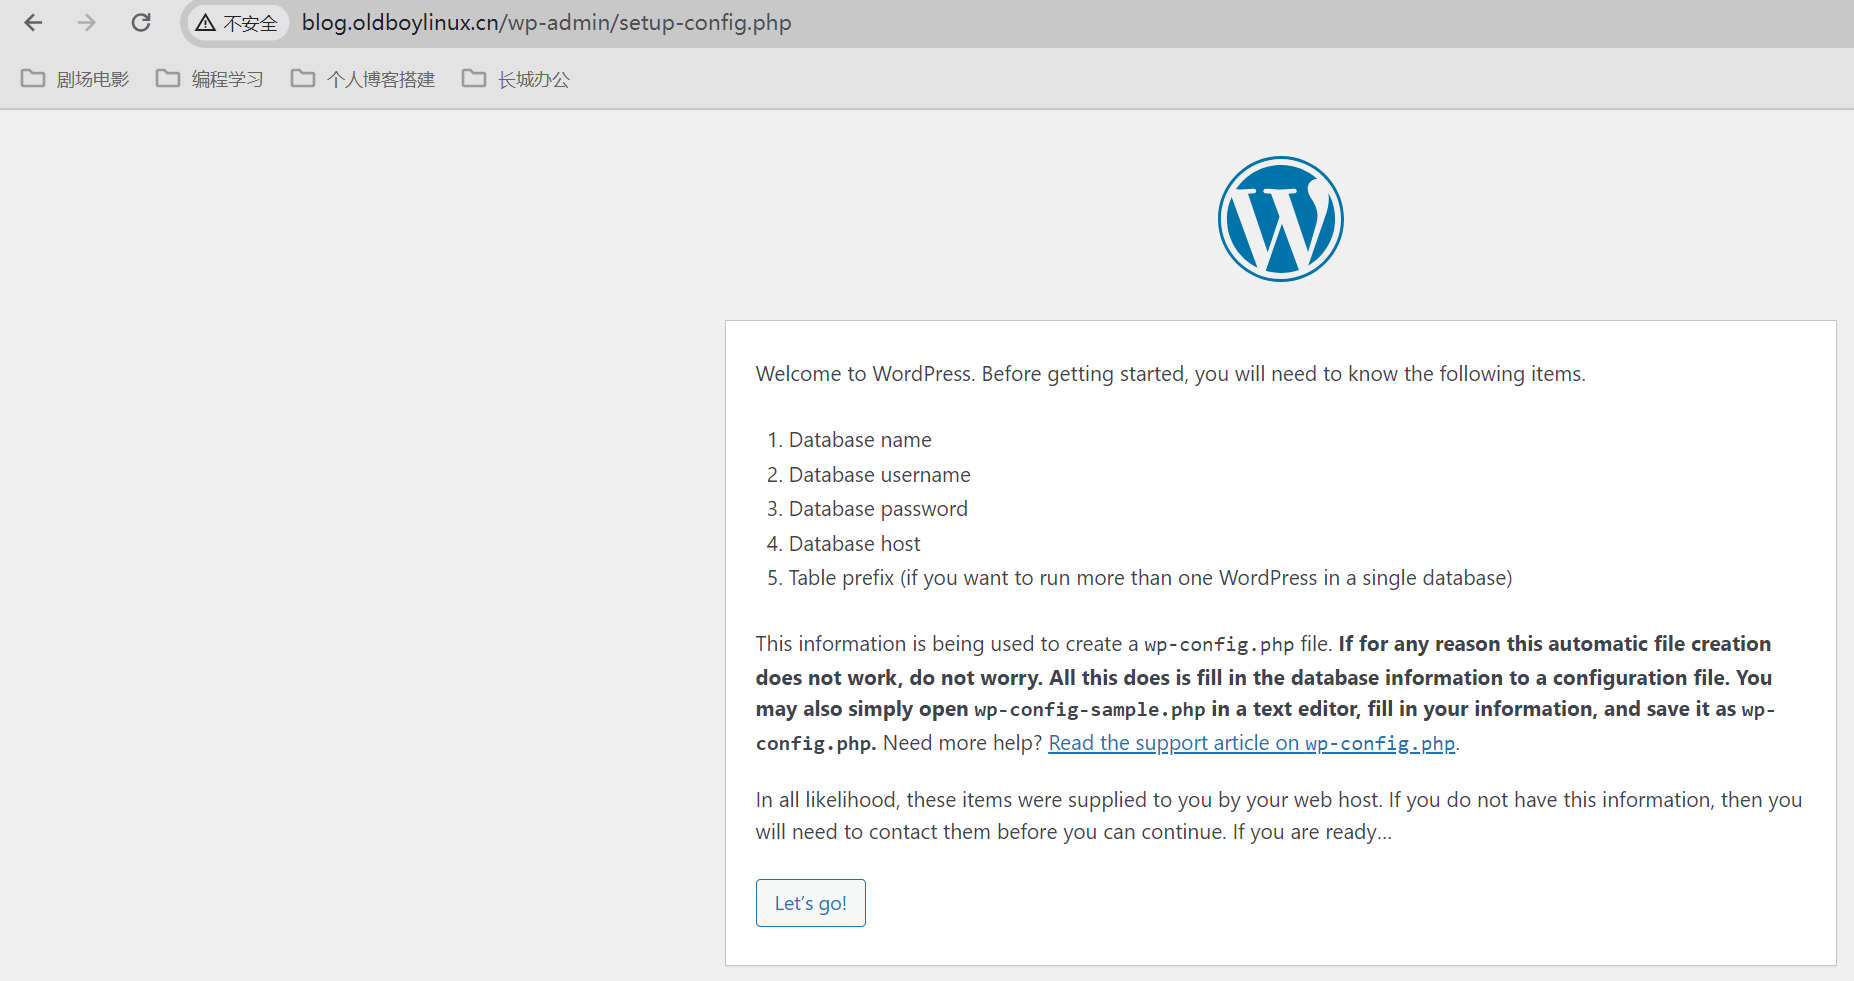 不安全 blog.oldboylinux.cn/wp-admin/setup-config.php
剧场电影 编程学习 个人博客搭建 长城办公
Welcome to WordPress. Before getting started, you will need to know the following items.
1. Database name
2. Database username
3. Database password
4. Database host
5. Table prefix (if you want to run more than one WordPress in a single database)
This information is being used to create a wp-config.php file. If for any reason this automatic file creation
does not work, do not worry. All this does is fill in the database information to a configuration file. You
may also simply open wp-config-sample.php in a text editor, fill in your information, and save it as wp-
config.php. Need more help? Read the support article on wp-config.php.
In all likelihood, these items were supplied to you by your web host. If you do not have this information, then you
will need to contact them before you can continue. If you are ready…
Let’s go!